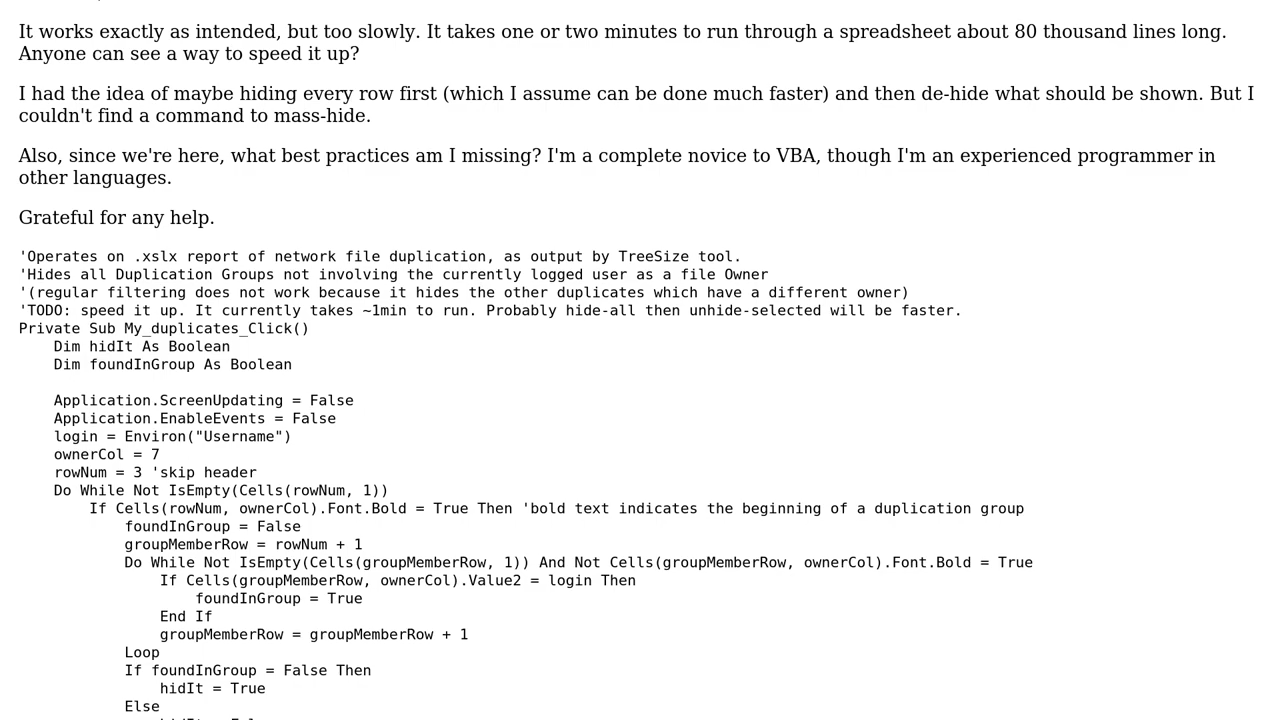 It works exactly as intended, but too slowly. It takes one or two minutes to run through a spreadsheet about 80 thousand lines long.
Anyone can see a way to speed it up?
I had the idea of maybe hiding every row first (which I assume can be done much faster) and then de-hide what should be shown. But I
couldn't find a command to mass-hide.
Also, since we're here, what best practices am I missing? I'm a complete novice to VBA, though I'm an experienced programmer in
other languages.
Grateful for any help.
'Operates on .xslx report of network file duplication, as output by TreeSize tool.
'Hides all Duplication Groups not involving the currently logged user as a file Owner
'(regular filtering does not work because it hides the other duplicates which have a different owner)
'TODO: speed it up. It currently takes ~1min to run. Probably hide-all then unhide-selected will be faster.
Private Sub My_duplicates_Click()
    Dim hidIt As Boolean
    Dim foundInGroup As Boolean
    Application.ScreenUpdating = False
    Application.EnableEvents = False
    login = Environ("Username")
    ownerCol = 7
    rowNum = 3 'skip header
    Do While Not IsEmpty(Cells(rowNum, 1))
        If Cells(rowNum, ownerCol).Font.Bold = True Then 'bold text indicates the beginning of a duplication group
            foundInGroup = False
            groupMemberRow = rowNum + 1
            Do While Not IsEmpty(Cells(groupMemberRow, 1)) And Not Cells(groupMemberRow, ownerCol).Font.Bold = True
                If Cells(groupMemberRow, ownerCol).Value2 = login Then
                    foundInGroup = True
                End If
                groupMemberRow = groupMemberRow + 1
            Loop
            If foundInGroup = False Then
                hidIt = True
            Else